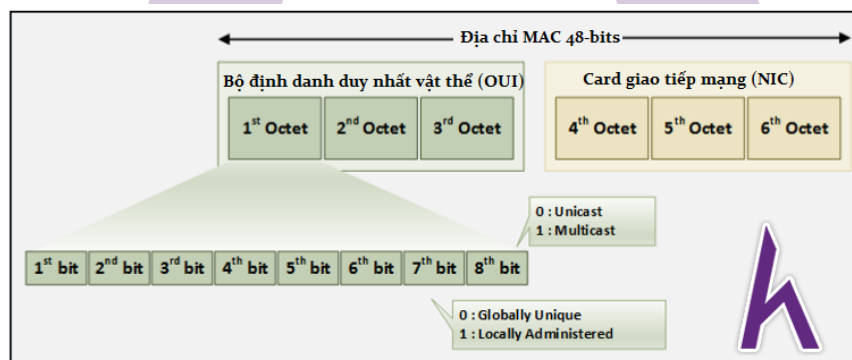 Địa chỉ MAC 48-bits
Bộ định danh duy nhất vật thể (OUI)
Card giao tiếp mạng (NIC)
1st Octet
2nd Octet
3rd Octet
4th Octet
5th Octet
6th Octet
0 : Unicast
1 : Multicast
1st bit
2nd bit
3rd bit
4th bit
5th bit
6th bit
7th bit
8th bit
0 : Globally Unique
1 : Locally Administered